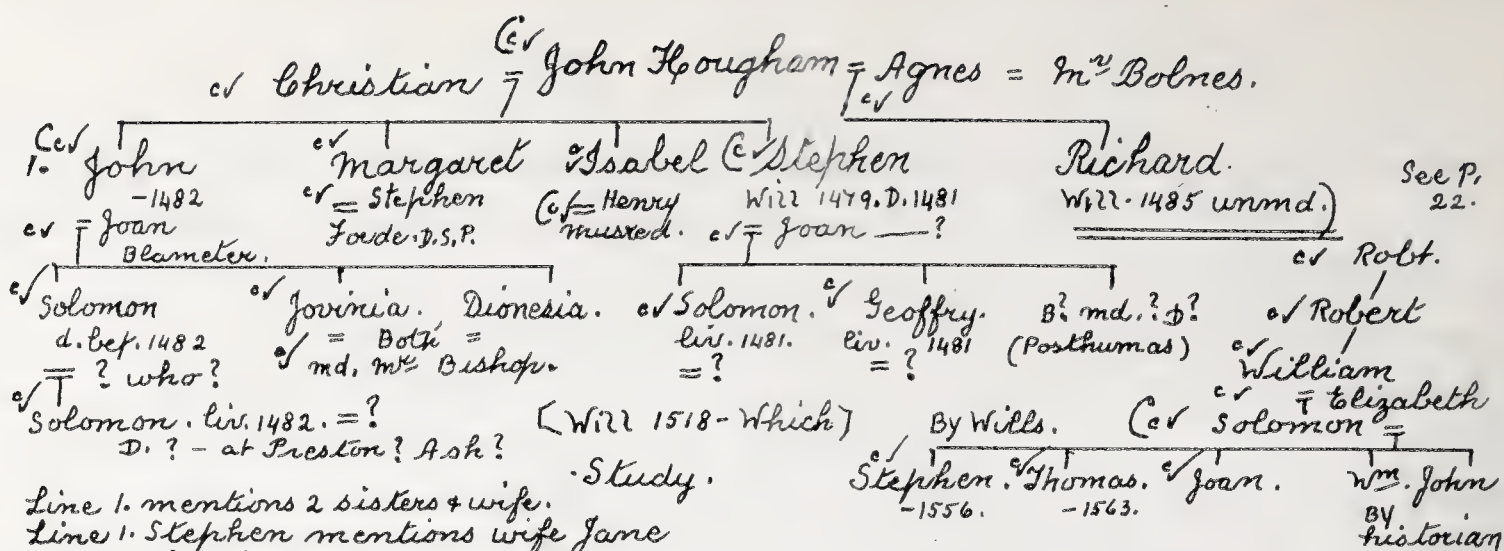 Christian = John Hougham = Agnes = Mr Bolnes.
1. John Margaret Isabel Stephen Richard.
-1482 = Stephen = Henry Will 1479. D. 1481 Will. 1485 unmd.) See P.
= Joan Forde. D.S.P. Musred. = Joan —? 22.
Blameter. Robt.
Solomon Jovinia. Dionesia. Solomon. Geoffry. B? md.? D? Robert
d. bef. 1482 = Both = liv. 1481. liv. 1481 (Posthumas) William
= ? who? md. Bishop. = ? = ? = Elizabeth
Solomon. liv. 1482. = ? [Will 1518 - Which] By Wills. Solomon =
D. ? - at Preston? Ash? Study. Stephen. Thomas. Joan. Wm. John
-1556. -1563. BY
Line 1. mentions 2 sisters & wife. historian
Line 1. Stephen mentions wife Jane